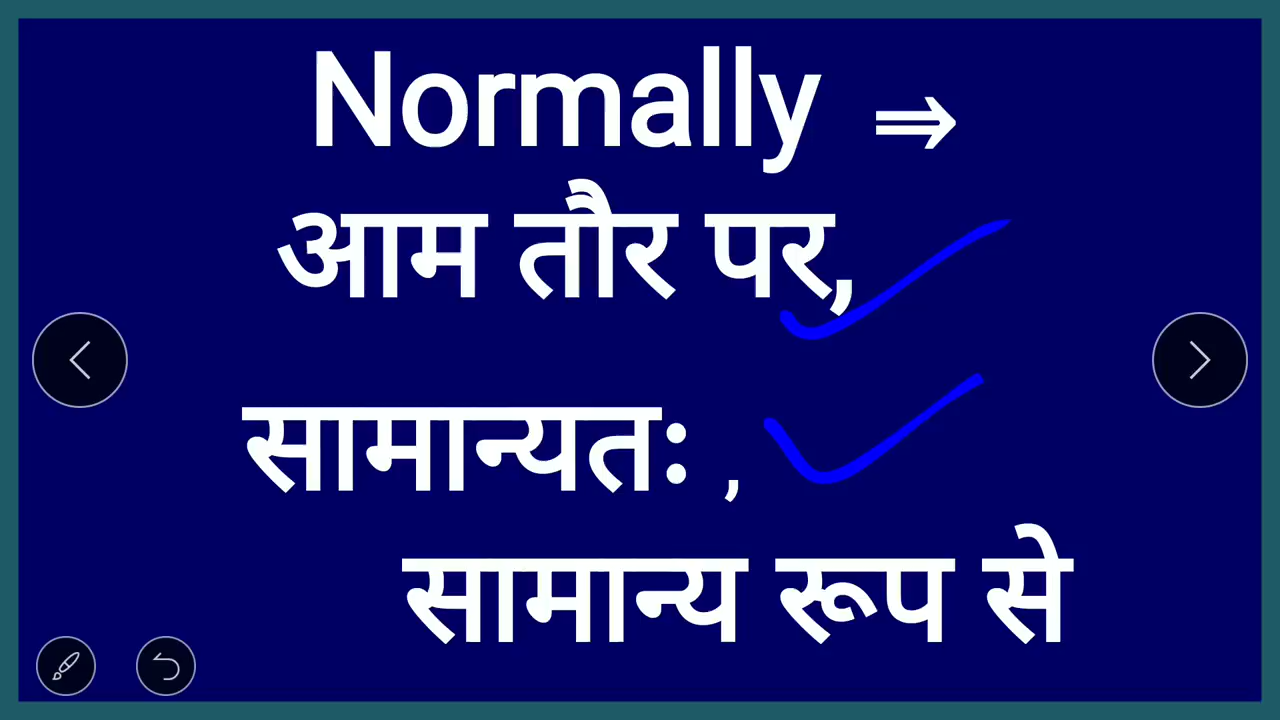 Normally ⇒
आम तौर पर,
सामान्यतः ,
सामान्य रूप से